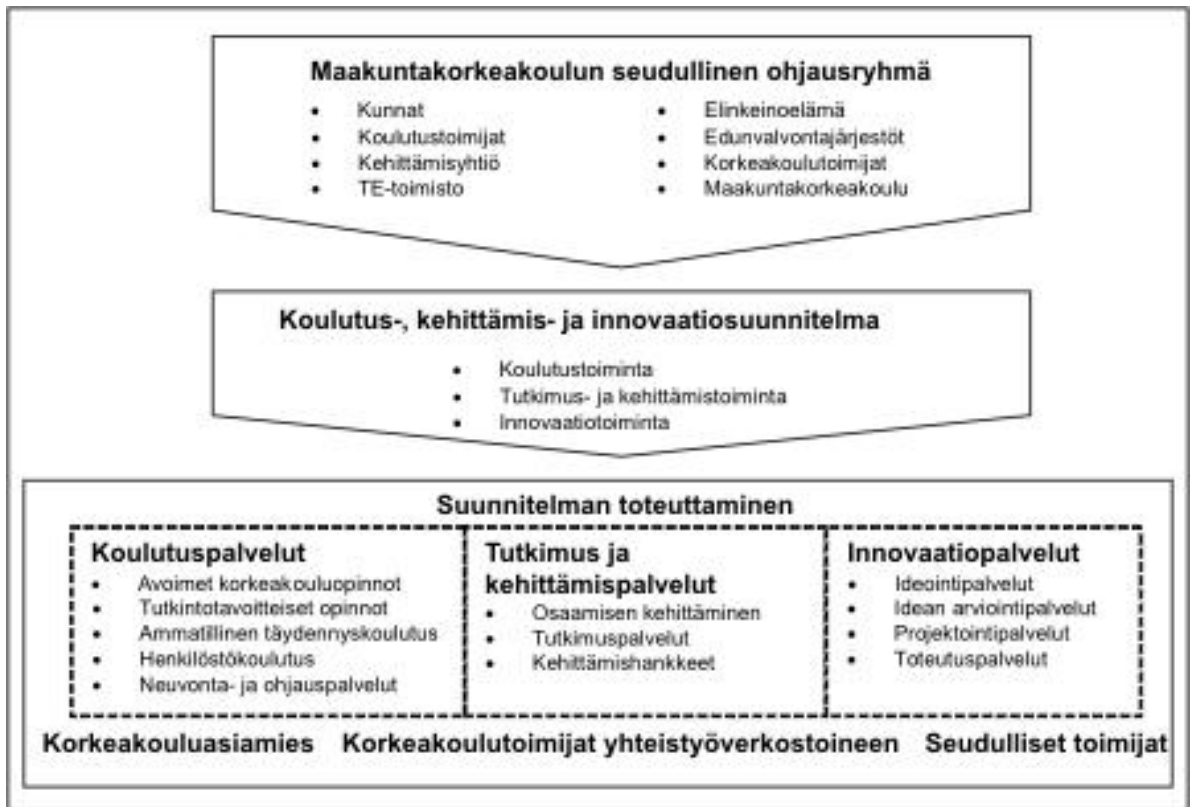 Maakuntakorkeakoulun seudullinen ohjausryhmä
• Kunnat
• Koulutustoimijat
• Kehittämisyhtiö
• TE-toimisto
• Elinkeinoelämä
• Edunvalvontajärjestöt
• Korkeakoulutoimijat
• Maakuntakorkeakoulu
Koulutus-, kehittämis- ja innovaatiosuunnitelma
• Koulutustoiminta
• Tutkimus- ja kehittämistoiminta
• Innovaatiotoiminta
Suunnitelman toteuttaminen
Koulutuspalvelut
• Avoimet korkeakouluopinnot
• Tutkintotavoitteiset opinnot
• Ammatillinen täydennyskoulutus
• Henkilöstökoulutus
• Neuvonta- ja ohjauspalvelut
Tutkimus ja
kehittämispalvelut
• Osaamisen kehittäminen
• Tutkimuspalvelut
• Kehittämishankkeet
Innovaatiopalvelut
• Ideointipalvelut
• Idean arviointipalvelut
• Projektointipalvelut
• Toteutuspalvelut
Korkeakouluasiamies Korkeakoulutoimijat yhteistyöverkostoineen Seudulliset toimijat